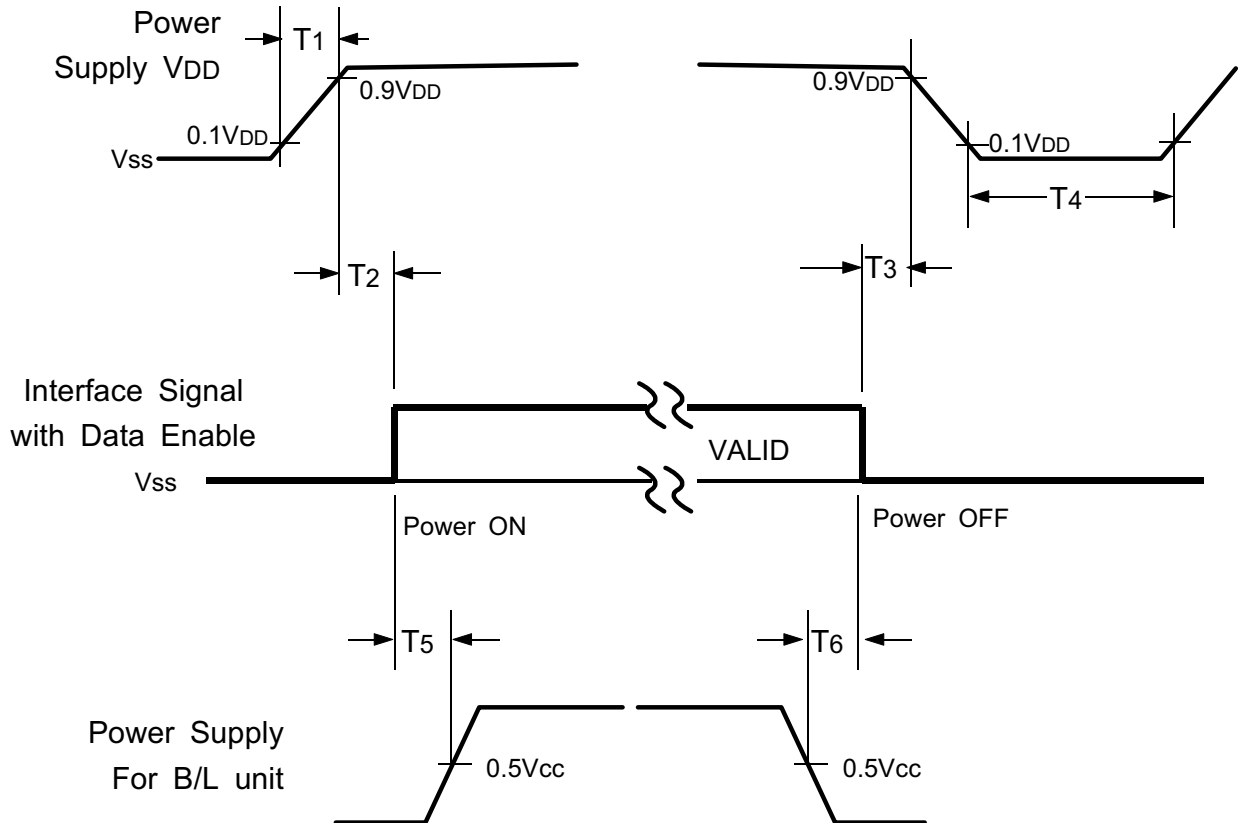 Power
Supply VDD
T1
0.9VDD
0.1VDD
Vss
0.9VDD
0.1VDD
T4
T2
T3
Interface Signal
with Data Enable
Vss
VALID
Power ON
Power OFF
T5
T6
Power Supply
For B/L unit
0.5Vcc
0.5Vcc